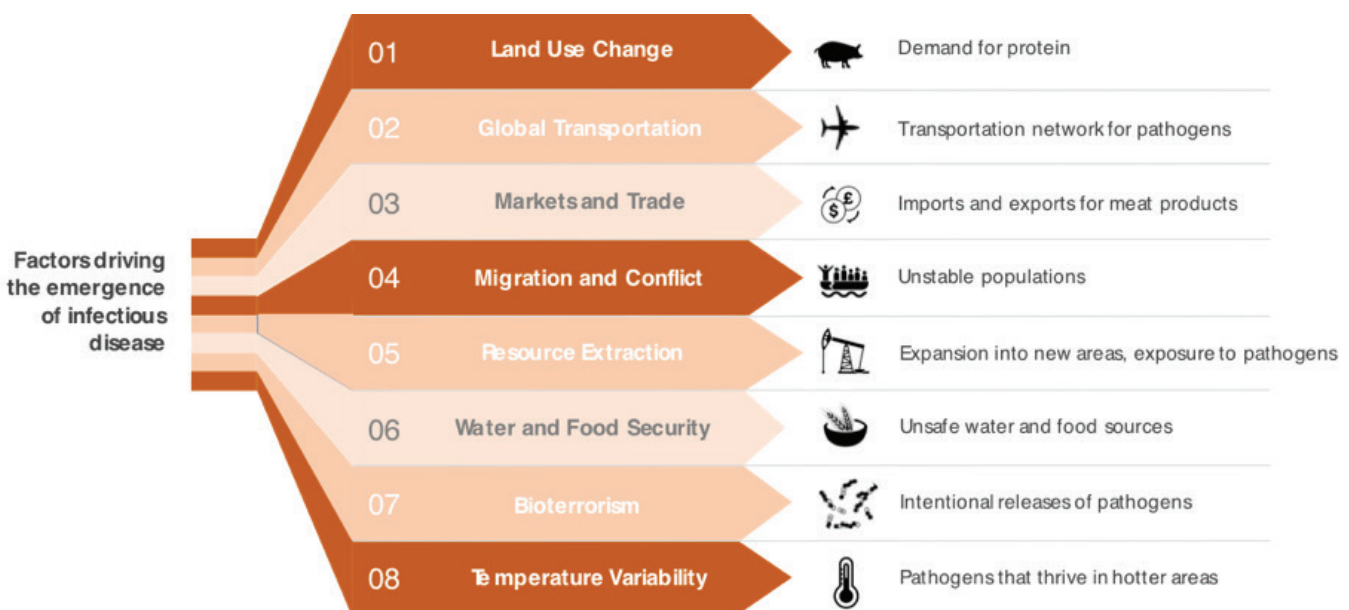 Factors driving
the emergence
of infectious
disease
01 Land Use Change Demand for protein
02 Global Transportation Transportation network for pathogens
03 Markets and Trade $ £ Imports and exports for meat products
04 Migration and Conflict Unstable populations
05 Resource Extraction Expansion into new areas, exposure to pathogens
06 Water and Food Security Unsafe water and food sources
07 Bioterrorism Intentional releases of pathogens
08 Temperature Variability Pathogens that thrive in hotter areas